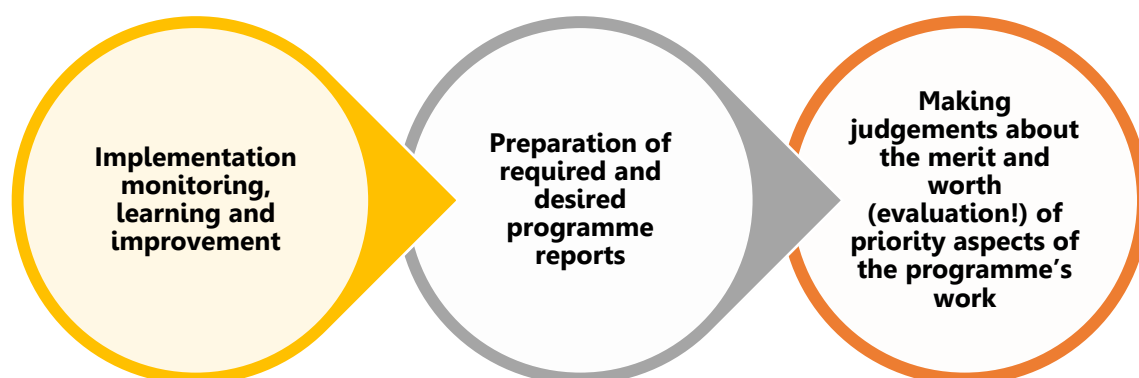 Implementation
monitoring,
learning and
improvement
Preparation of
required and
desired
programme
reports
Making
judgements about
the merit and
worth
(evaluation!) of
priority aspects of
the programme’s
work